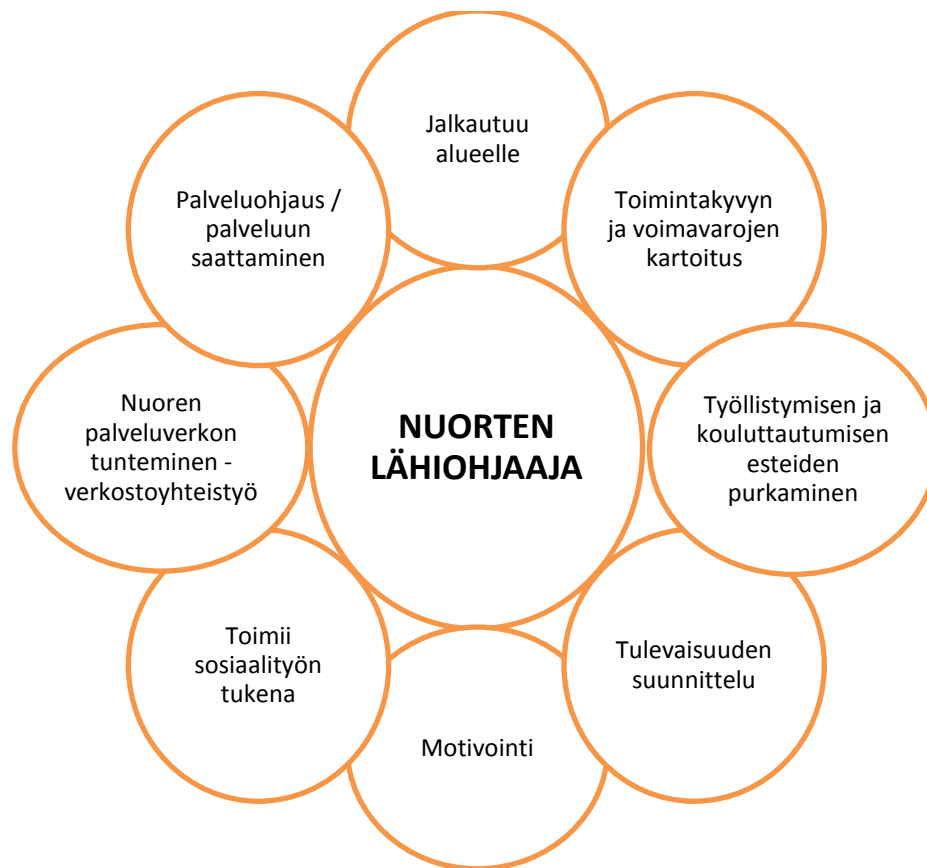 Jalkautuu
alueelle
Toimintakyvyn
ja voimavarojen
kartoitus
Työllistymisen ja
kouluttautumisen
esteiden
purkaminen
Tulevaisuuden
suunnittelu
Motivointi
Toimii
sosiaalityön
tukena
Nuoren
palveluverkon
tunteminen -
verkostoyhteistyö
Palveluohjaus /
palveluun
saattaminen
NUORTEN
LÄHIOHJAAJA